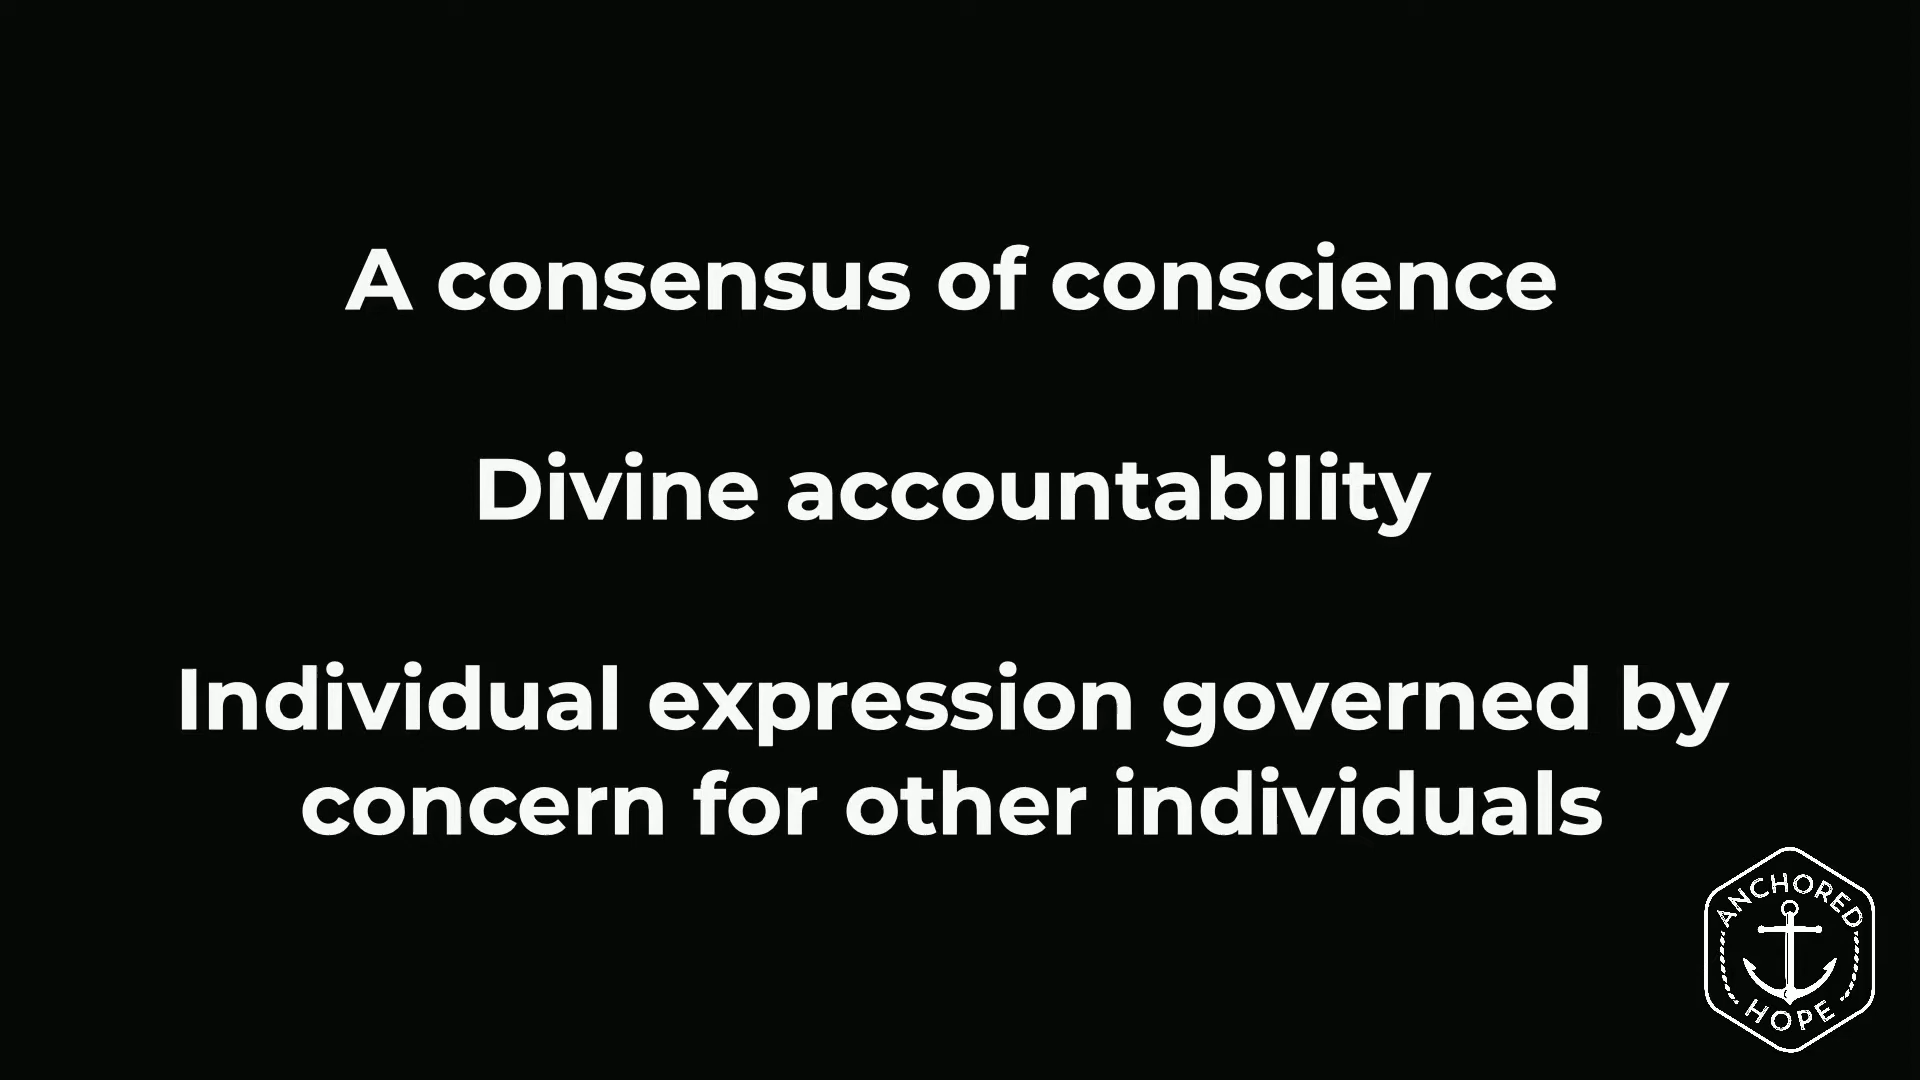 A consensus of conscience
Divine accountability
Individual expression governed by
concern for other individuals
ANCHORED
HOPE